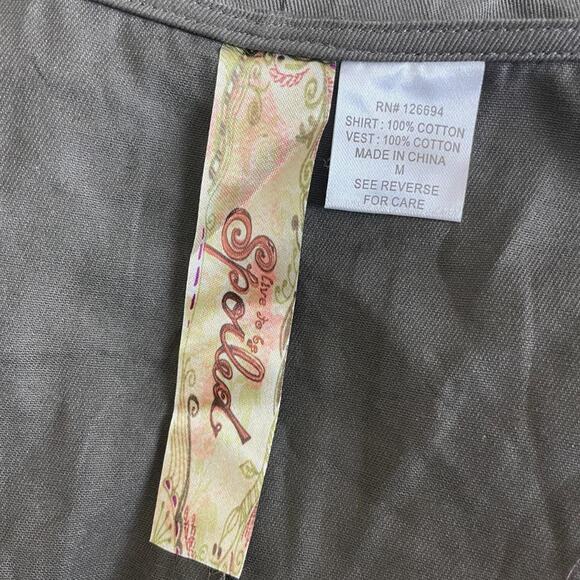 live to be
Spoiled
RN# 126694
SHIRT : 100% COTTON
VEST : 100% COTTON
MADE IN CHINA
M
SEE REVERSE
FOR CARE